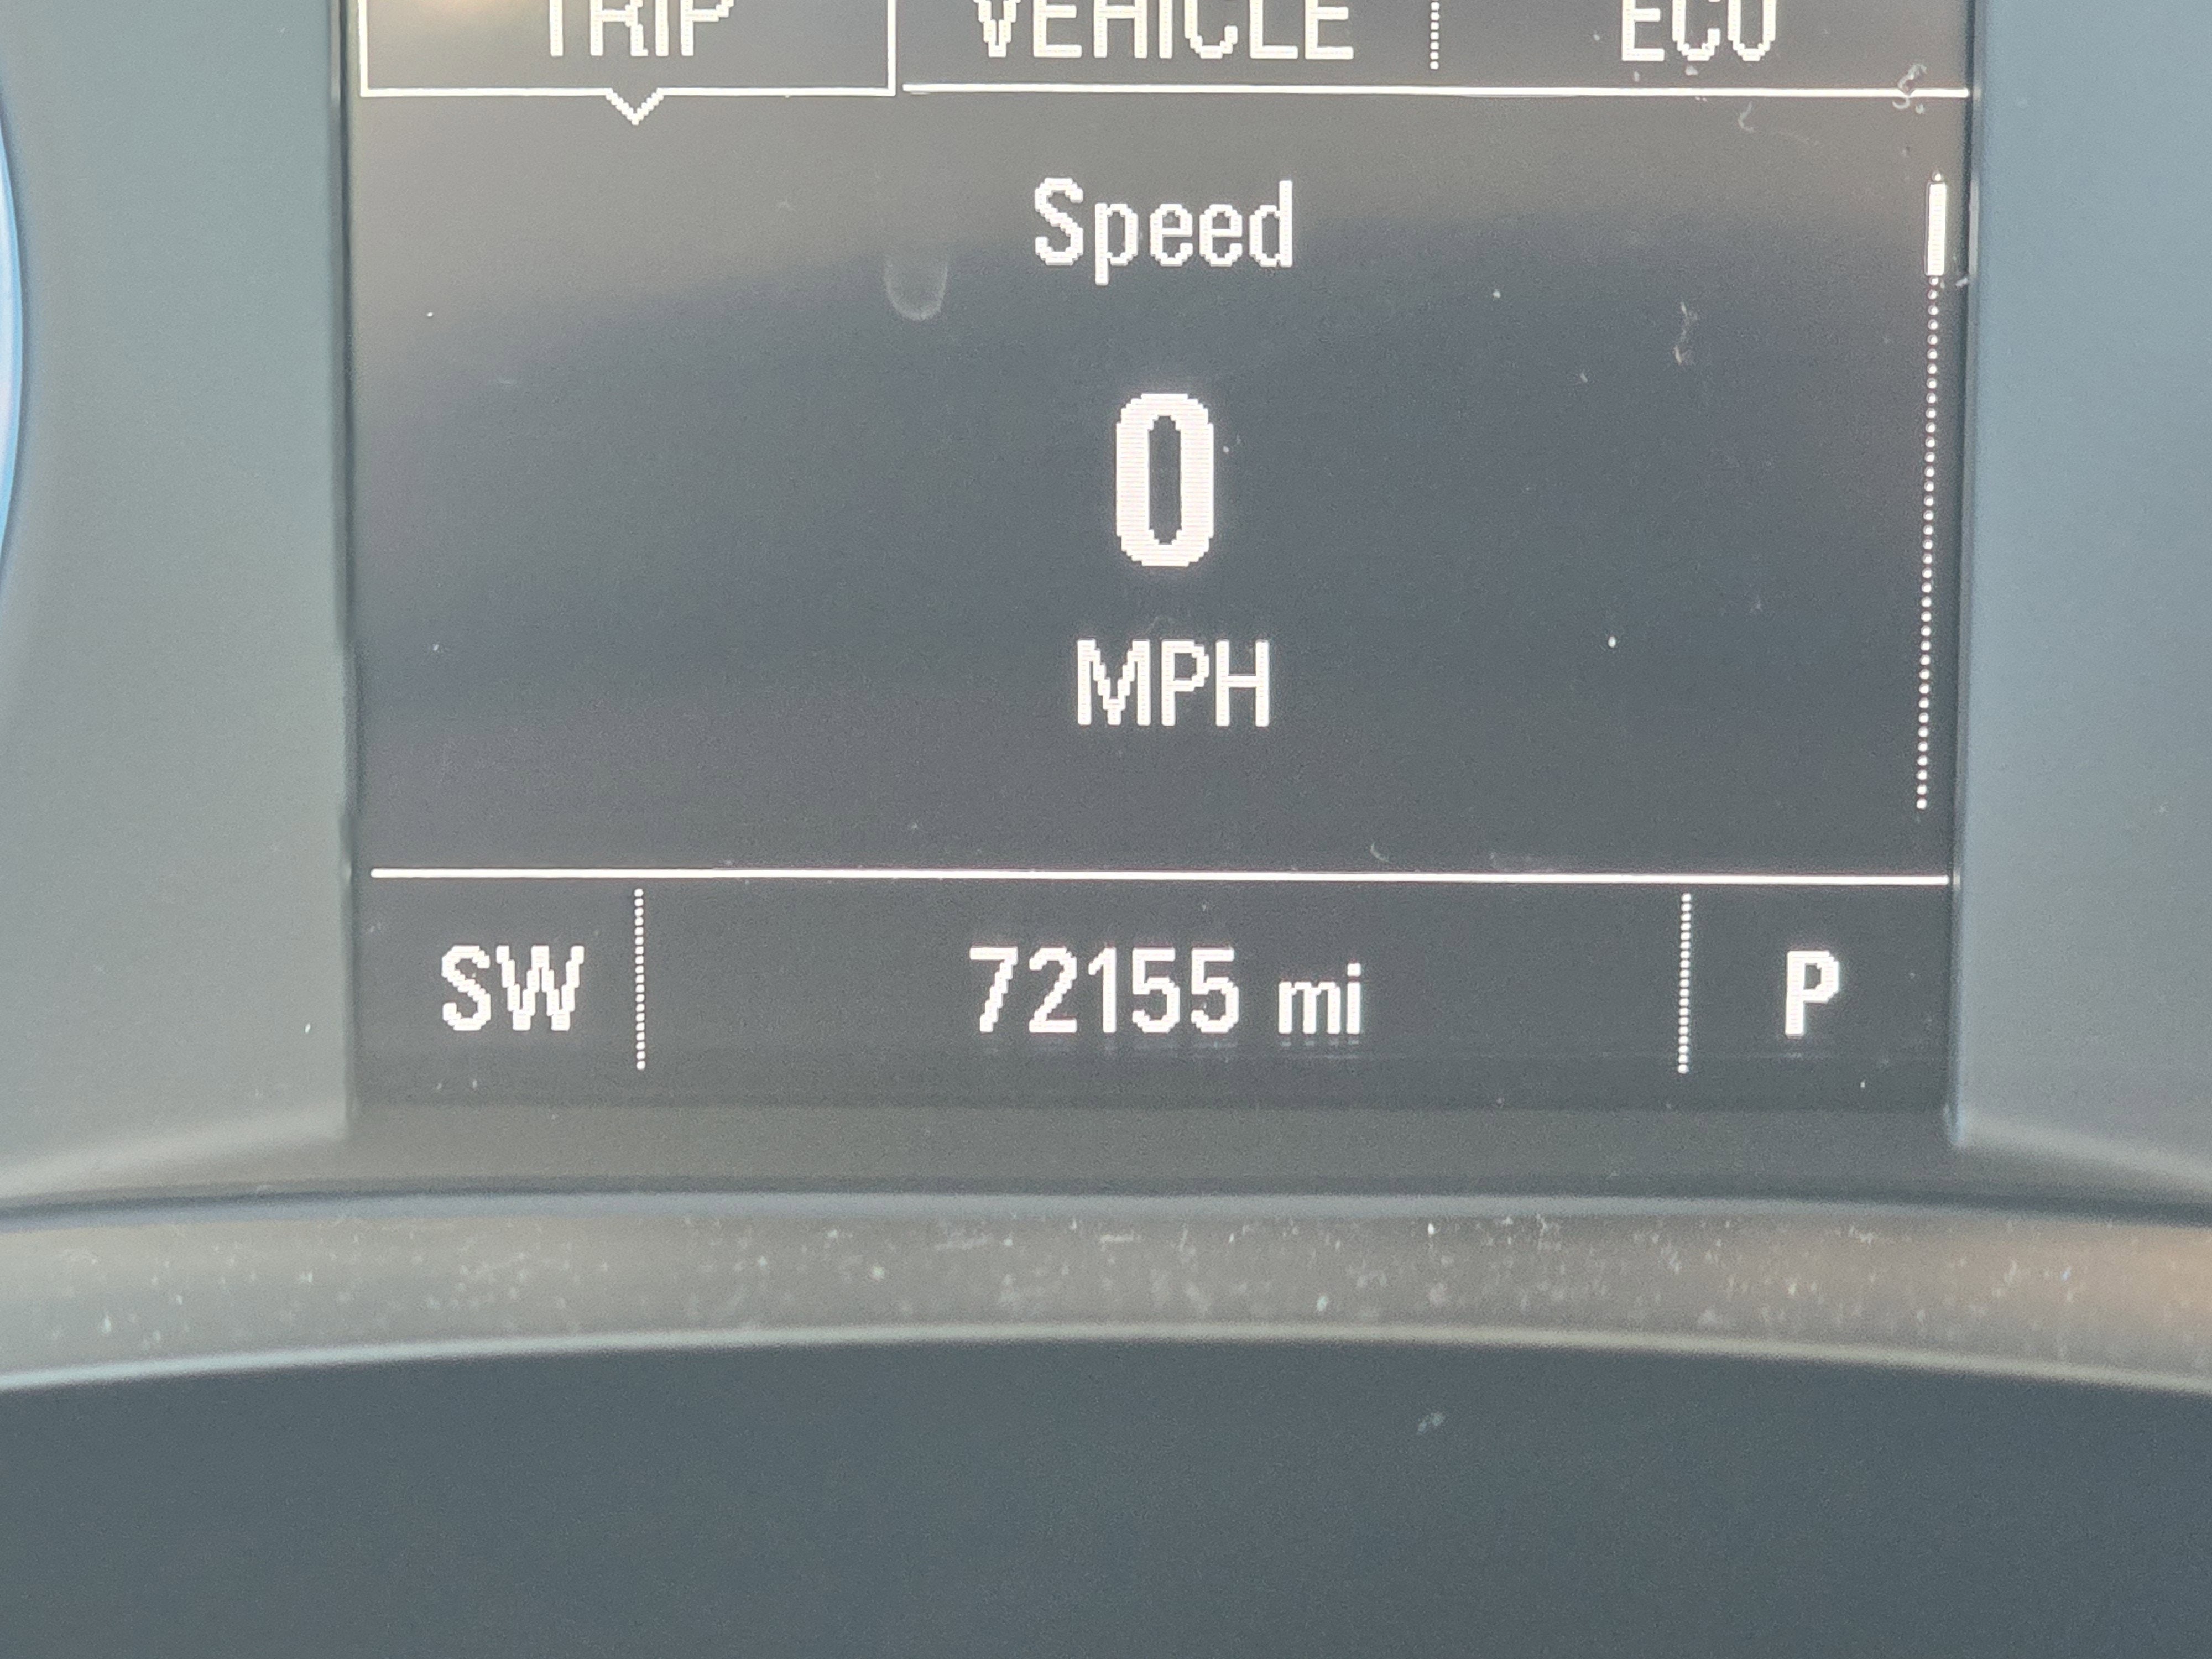 TRIP VEHICLE ECO
Speed
0
MPH
SW 72155 mi P